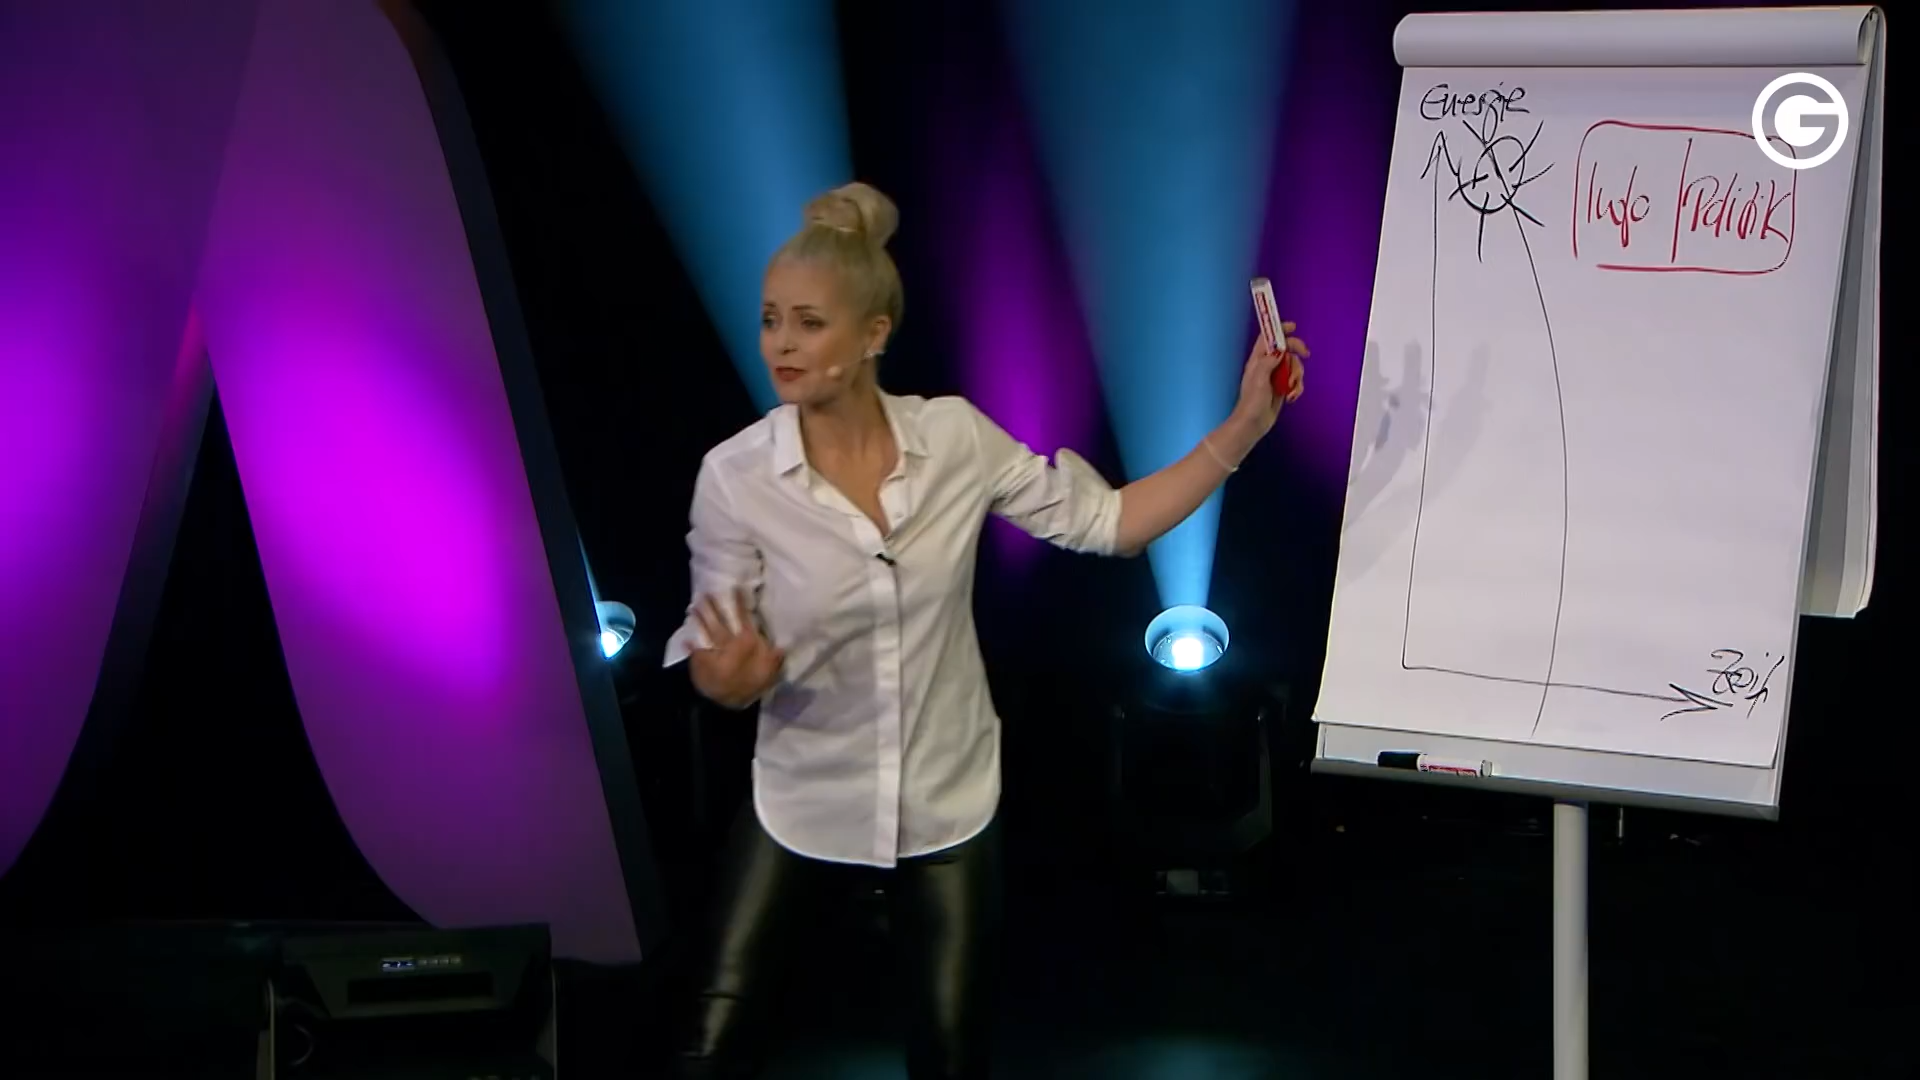 Energie
Info | Politik
Zeit
G